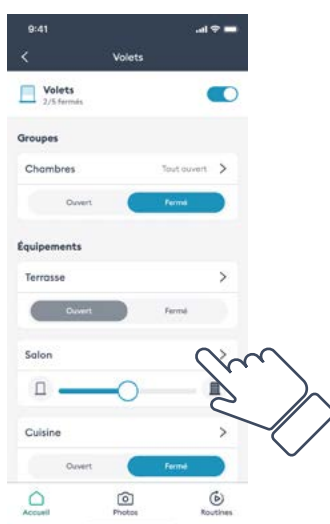 9:41
Volets
Volets
2/5 fermés
Groupes
Chambres Tout ouvert
Ouvert Fermé
Équipements
Terrasse
Ouvert Fermé
Salon
Cuisine
Ouvert Fermé
Accueil Photos Routines